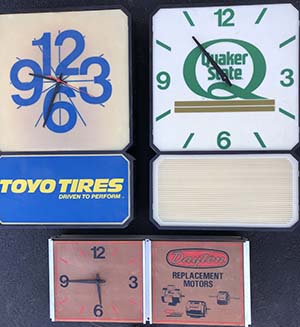 12
9 3
6
Quaker
State
Q
12
3
6
9
TOYO TIRES
DRIVEN TO PERFORM
12
9 3
6
Dayton
REPLACEMENT
MOTORS